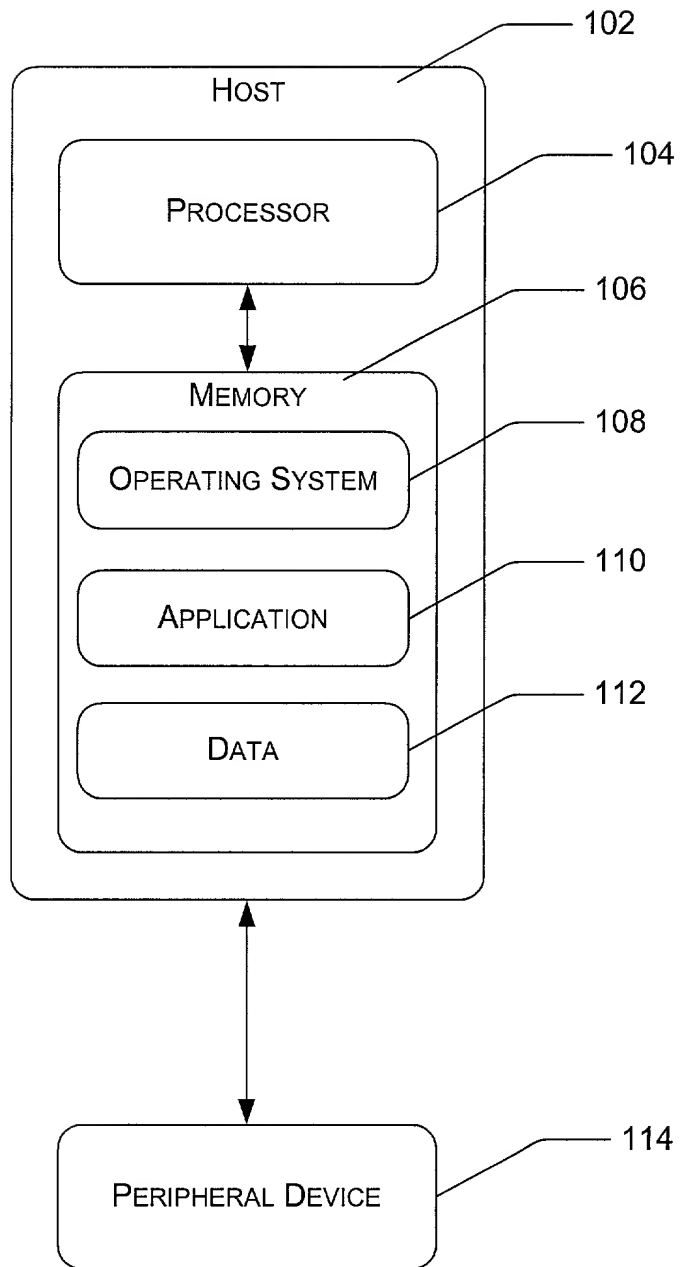 102
HOST
104
PROCESSOR
106
MEMORY
108
OPERATING SYSTEM
110
APPLICATION
112
DATA
114
PERIPHERAL DEVICE